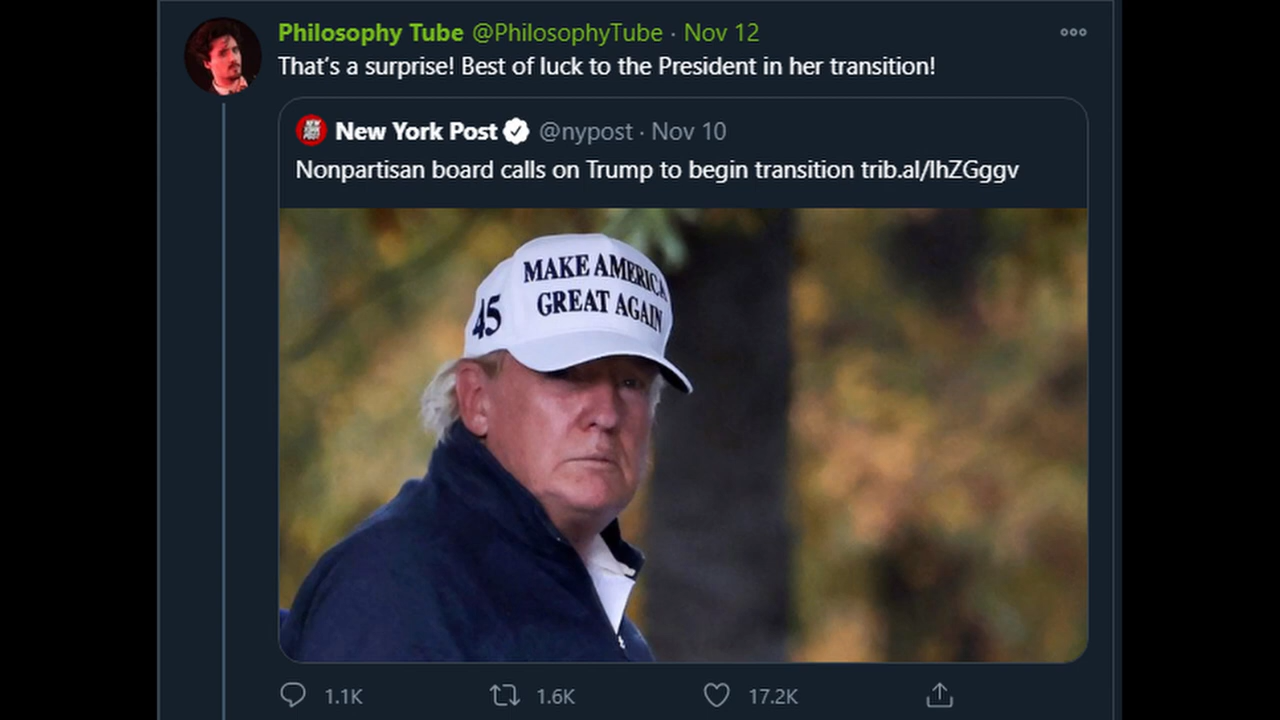 Philosophy Tube @PhilosophyTube · Nov 12
That's a surprise! Best of luck to the President in her transition!
New York Post @nypost · Nov 10
Nonpartisan board calls on Trump to begin transition trib.al/lhZGggv
MAKE AMERICA
GREAT AGAIN
45
1.1K 1.6K 17.2K